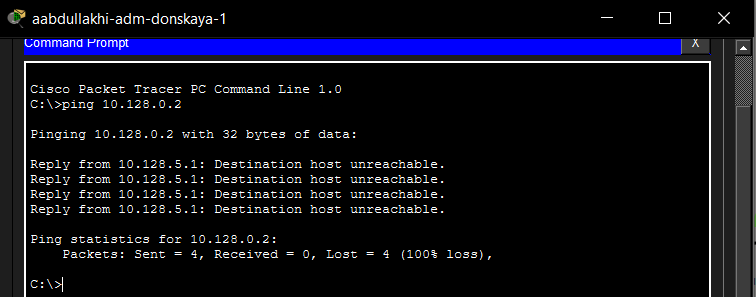 aabdullakhi-adm-donskaya-1
Command Prompt
X
Cisco Packet Tracer PC Command Line 1.0
C:\>ping 10.128.0.2
Pinging 10.128.0.2 with 32 bytes of data:
Reply from 10.128.5.1: Destination host unreachable.
Reply from 10.128.5.1: Destination host unreachable.
Reply from 10.128.5.1: Destination host unreachable.
Reply from 10.128.5.1: Destination host unreachable.
Ping statistics for 10.128.0.2:
Packets: Sent = 4, Received = 0, Lost = 4 (100% loss),
C:\>